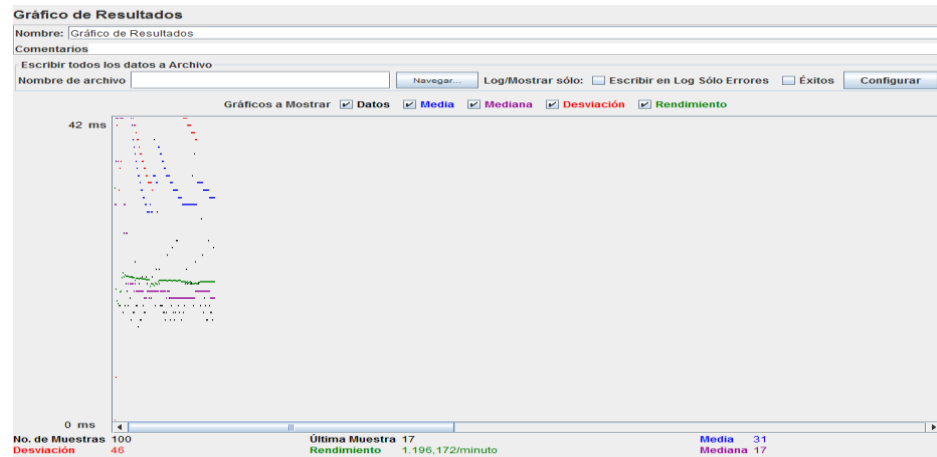 Gráfico de Resultados
Nombre: Gráfico de Resultados
Comentarios
Escribir todos los datos a Archivo
Nombre de archivo Navegar... Log/Mostrar sólo: Escribir en Log Sólo Errores Éxitos Configurar
Gráficos a Mostrar Datos Media Mediana Desviación Rendimiento
42 ms
0 ms
No. de Muestras 100 Última Muestra 17 Media 31
Desviación 46 Rendimiento 1.196,172/minuto Mediana 17